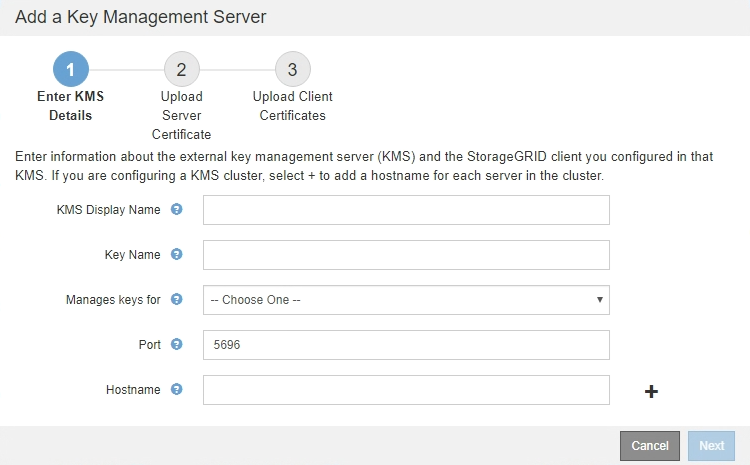 Add a Key Management Server
1
2
3
Enter KMS
Details
Upload
Server
Certificate
Upload Client
Certificates
Enter information about the external key management server (KMS) and the StorageGRID client you configured in that
KMS. If you are configuring a KMS cluster, select + to add a hostname for each server in the cluster.
KMS Display Name ?
Key Name ?
Manages keys for ? -- Choose One --
Port ? 5696
Hostname ? +
Cancel Next